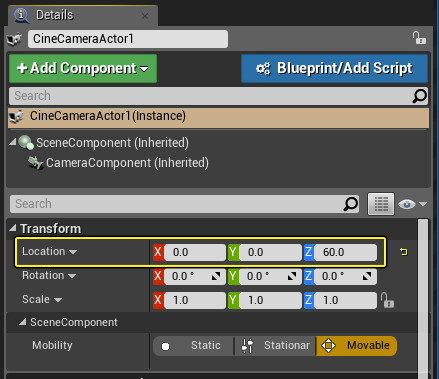 Details
CineCameraActor1
+Add Component
Blueprint/Add Script
Search
CineCameraActor1(Instance)
SceneComponent (Inherited)
CameraComponent (Inherited)
Search
Transform
Location X 0.0 Y 0.0 Z 60.0
Rotation X 0.0° Y 0.0° Z 0.0°
Scale X 1.0 Y 1.0 Z 1.0
SceneComponent
Mobility Static Stationar Movable